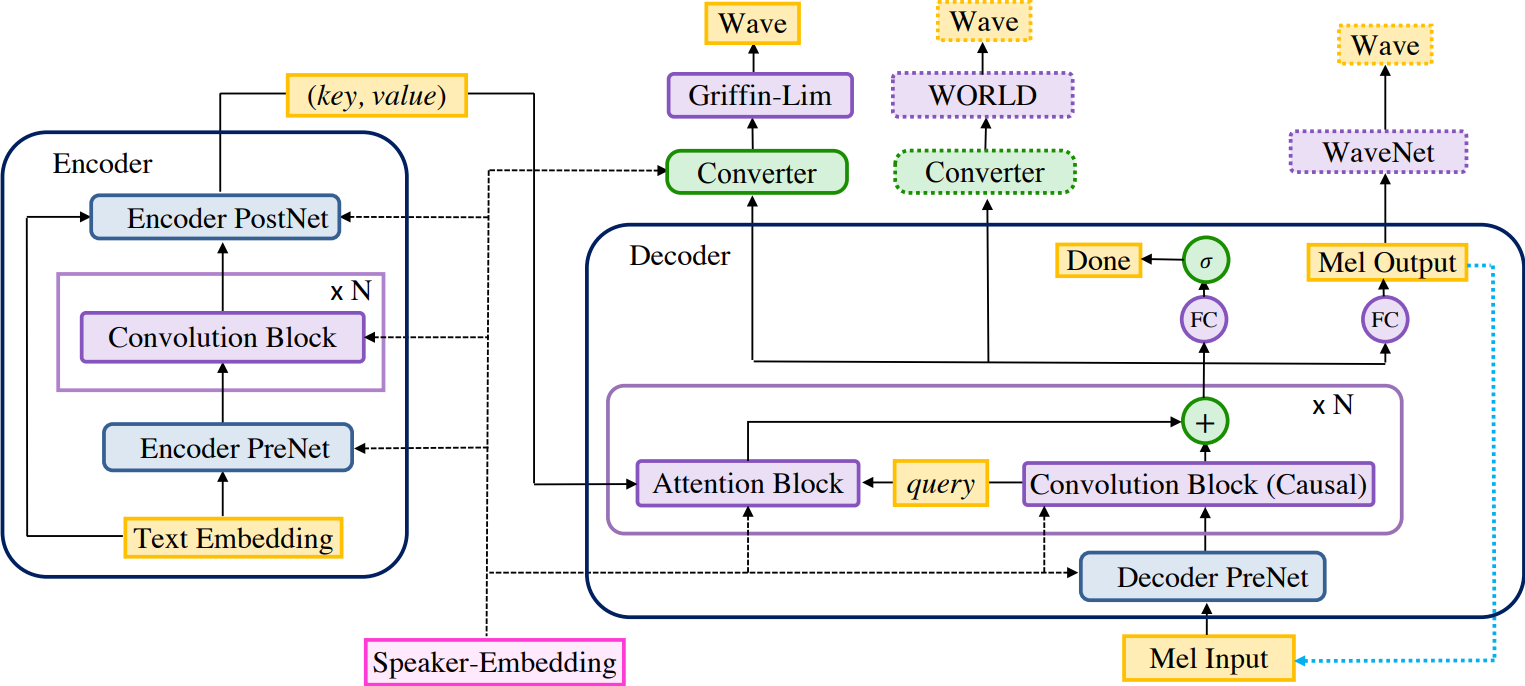 Wave
Wave
Wave
(key, value)
Griffin-Lim
WORLD
WaveNet
Encoder
Converter
Converter
Encoder PostNet
Decoder
Done
σ
Mel Output
x N
Convolution Block
FC
FC
x N
+
Encoder PreNet
Attention Block
query
Convolution Block (Causal)
Text Embedding
Decoder PreNet
Speaker-Embedding
Mel Input